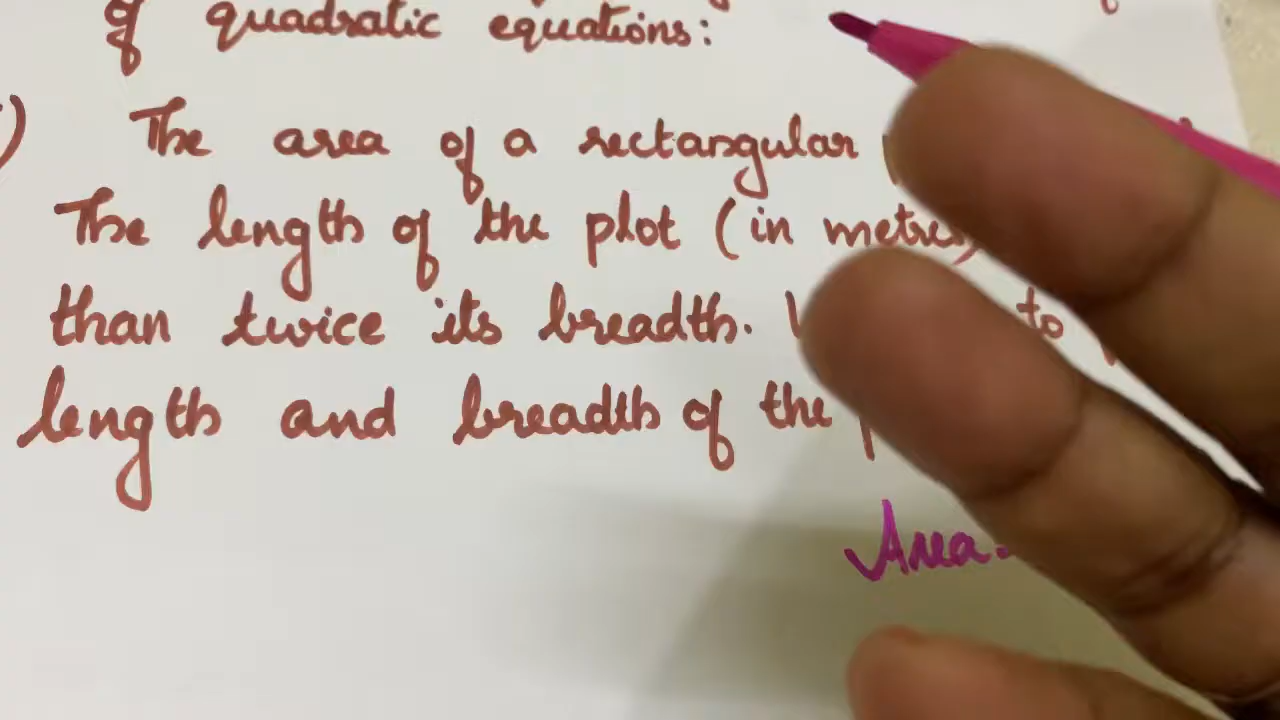 of quadratic equations:
The area of a rectangular
The length of the plot (in metres)
than twice its breadth. to
length and breadth of the
Area